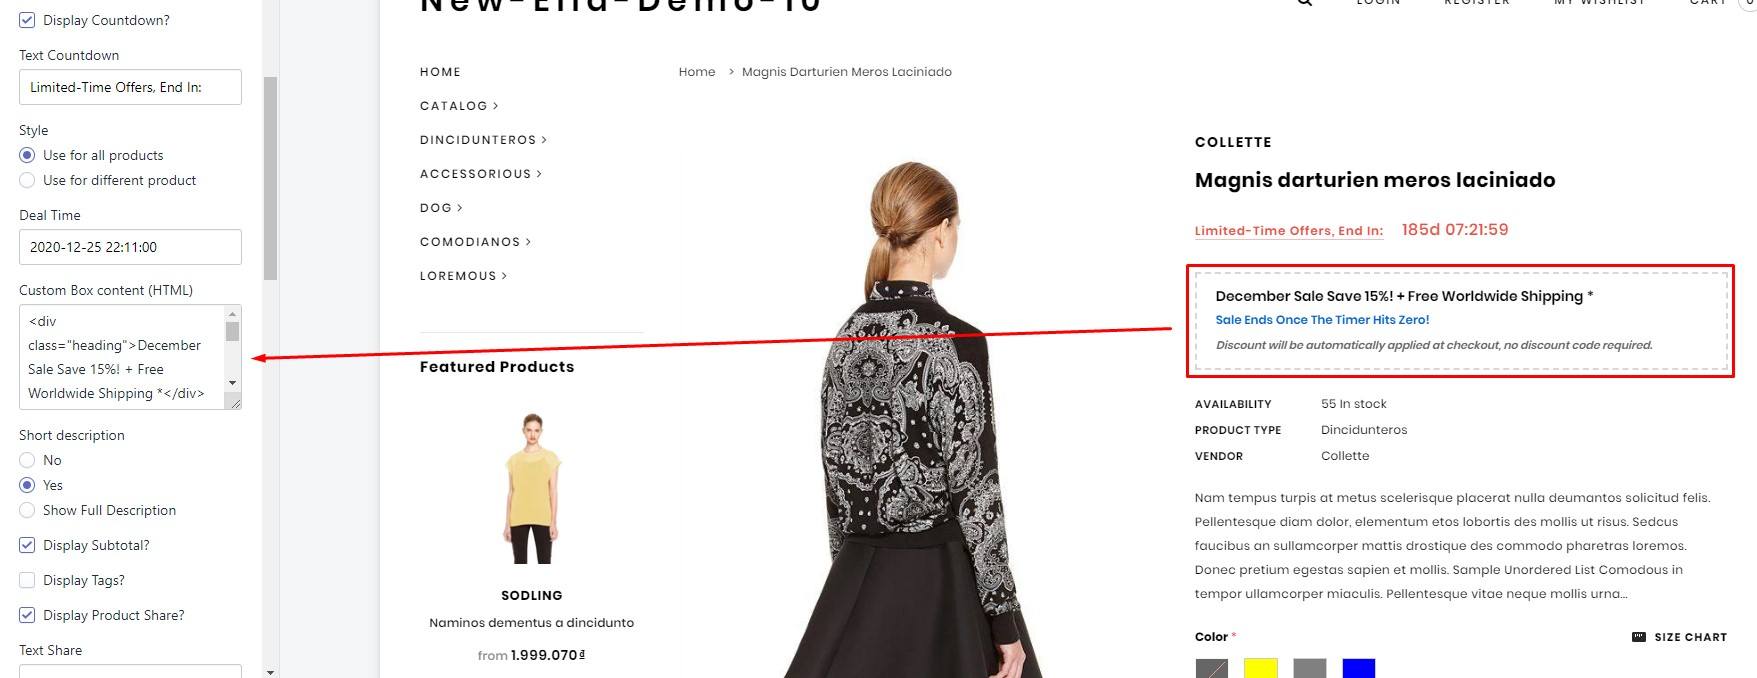 Display Countdown?
Text Countdown
Limited-Time Offers, End In:
Style
Use for all products
Use for different product
Deal Time
2020-12-25 22:11:00
Custom Box content (HTML)
<div
class="heading">December
Sale Save 15%! + Free
Worldwide Shipping *</div>
Short description
No
Yes
Show Full Description
Display Subtotal?
Display Tags?
Display Product Share?
Text Share
New-Ella-Demo-10
LOGIN
REGISTER
MY WISHLIST
CART
HOME
CATALOG >
DINCIDUNTEROS >
ACCESSORIOUS >
DOG >
COMODIANOS >
LOREMOUS >
Featured Products
SODLING
Naminos dementus a dincidunto
from 1.999.070₫
Home > Magnis Darturien Meros Laciniado
COLLETTE
Magnis darturien meros laciniado
Limited-Time Offers, End In: 185d 07:21:59
December Sale Save 15%! + Free Worldwide Shipping *
Sale Ends Once The Timer Hits Zero!
Discount will be automatically applied at checkout, no discount code required.
AVAILABILITY 55 In stock
PRODUCT TYPE Dincidunteros
VENDOR Collette
Nam tempus turpis at metus scelerisque placerat nulla deumantos solicitud felis.
Pellentesque diam dolor, elementum etos lobortis des mollis ut risus. Sedcus
faucibus an sullamcorper mattis drostique des commodo pharetras loremos.
Donec pretium egestas sapien et mollis. Sample Unordered List Comodous in
tempor ullamcorper miaculis. Pellentesque vitae neque mollis urna...
Color *
SIZE CHART